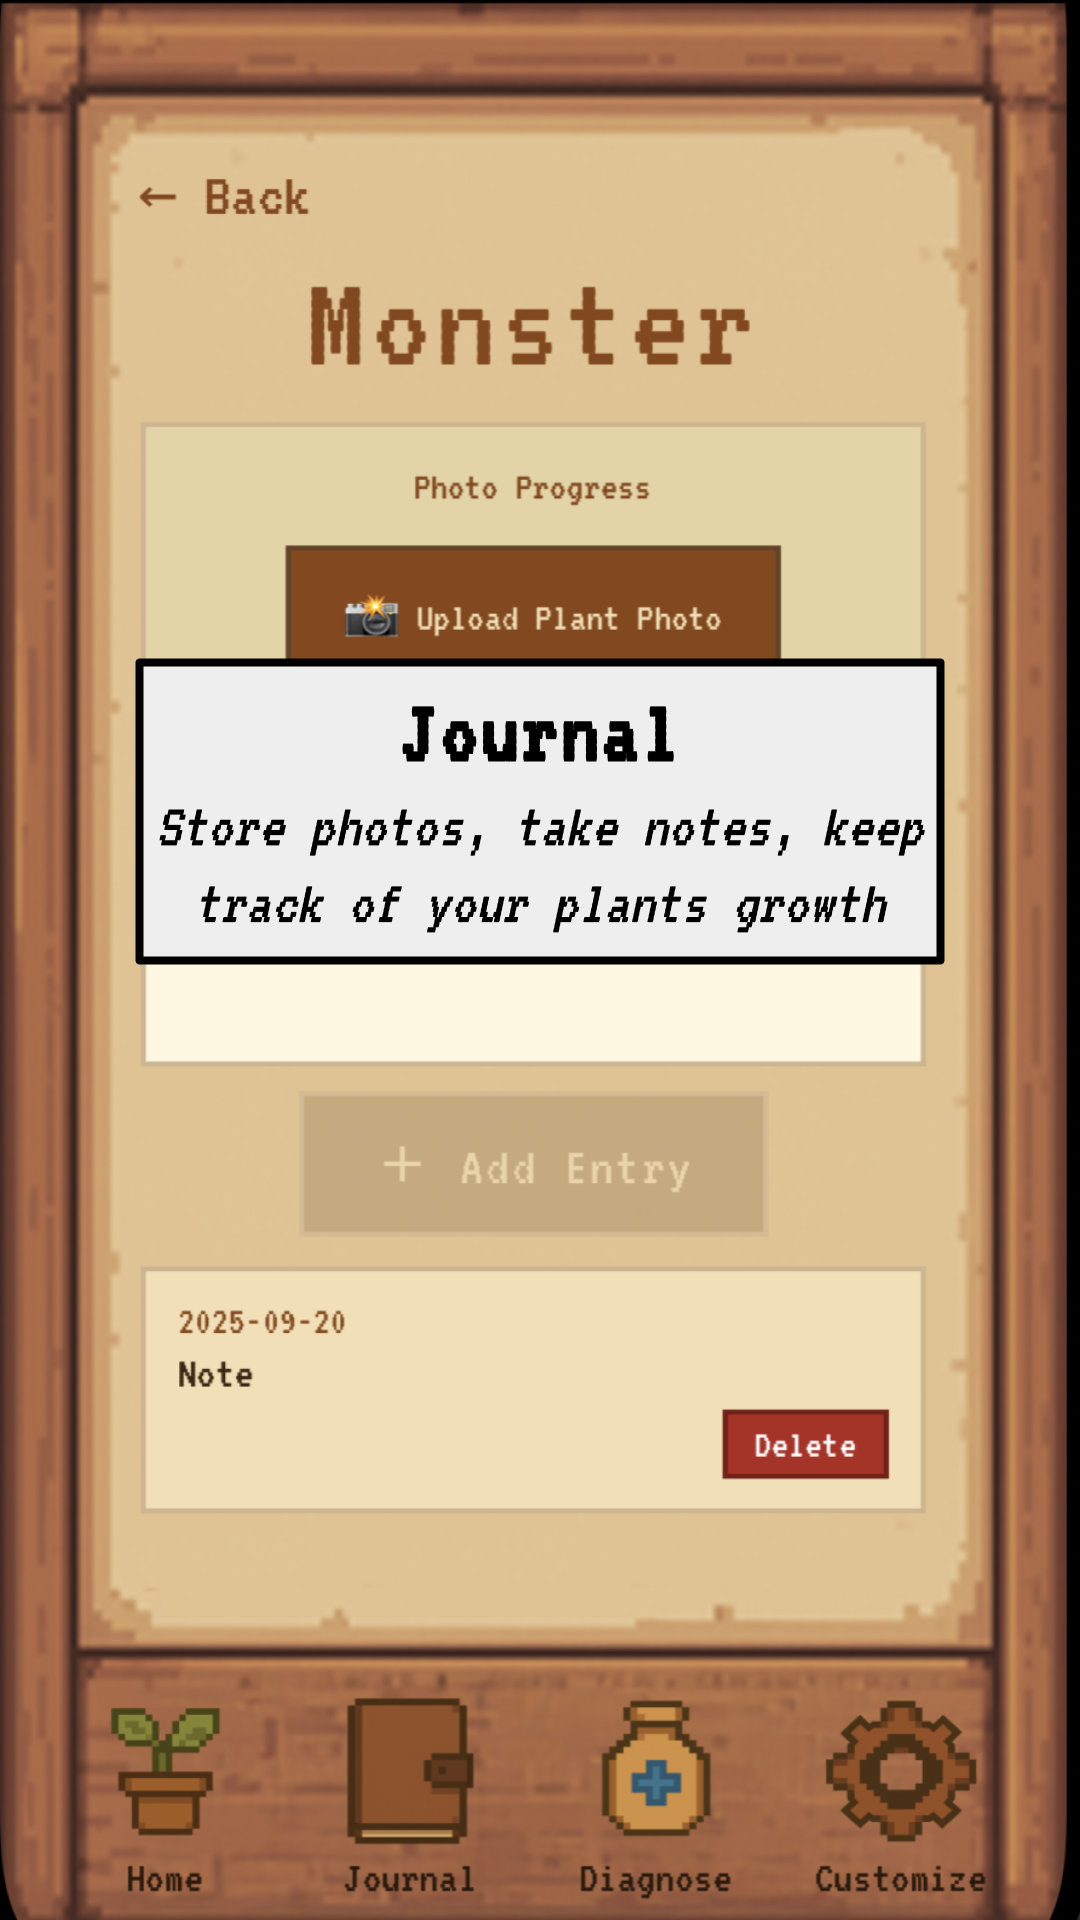 ← Back
Monster
Photo Progress
Upload Plant Photo
Journal
Store photos, take notes, keep
track of your plants growth
+ Add Entry
2025-09-20
Note
Delete
Home Journal Diagnose Customize